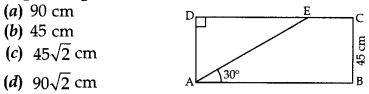 (a) 90 cm
(b) 45 cm
(c) 45√2 cm
(d) 90√2 cm
D E C
45 cm
30°
A B